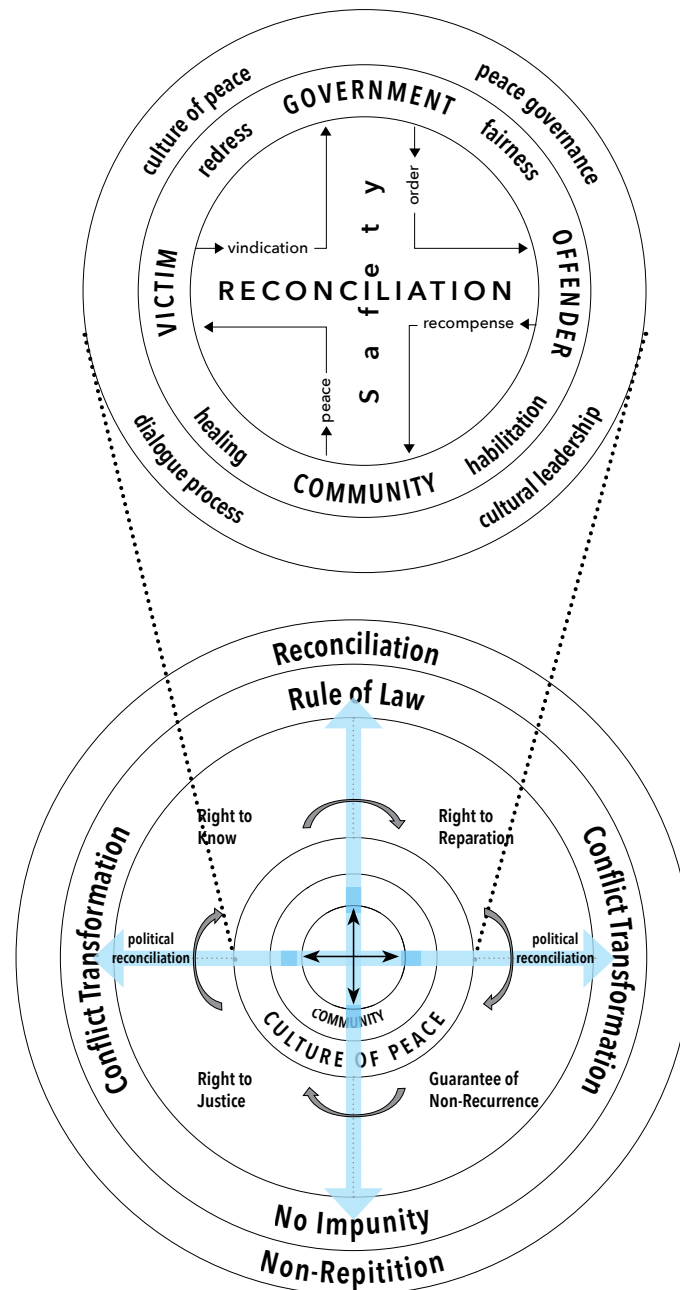 culture of peace
peace governance
GOVERNMENT
redress
fairness
order
Safety
vindication
VICTIM
OFFENDER
RECONCILIATION
recompense
peace
healing
habilitation
COMMUNITY
dialogue process
cultural leadership
Reconciliation
Rule of Law
Right to
Know
Right to
Reparation
Conflict Transformation
Conflict Transformation
political
reconciliation
political
reconciliation
COMMUNITY
CULTURE OF PEACE
Right to
Justice
Guarantee of
Non-Recurrence
No Impunity
Non-Repitition